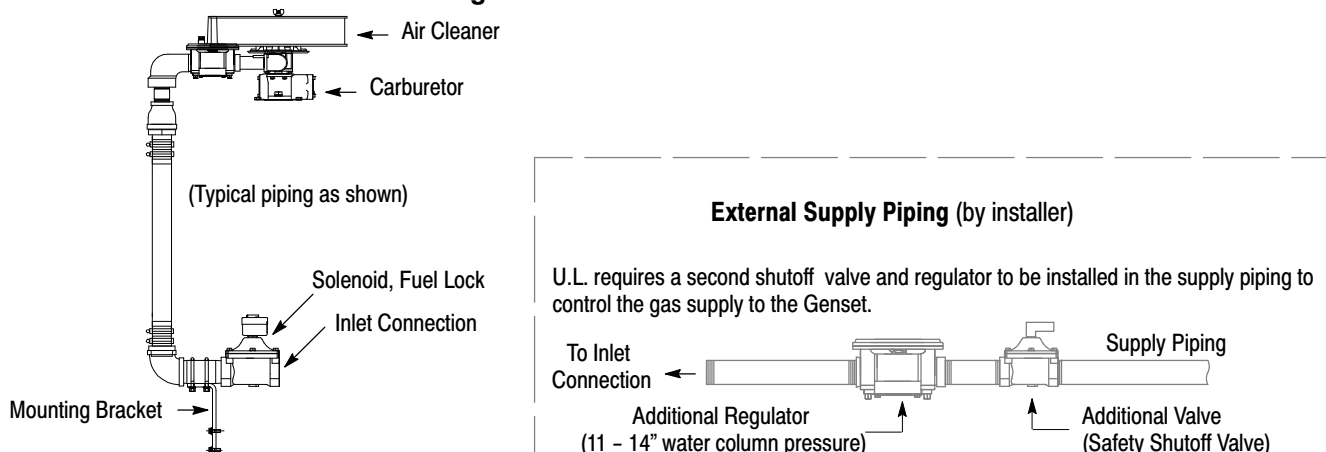 Air Cleaner
Carburetor
(Typical piping as shown)
Solenoid, Fuel Lock
Inlet Connection
Mounting Bracket
External Supply Piping (by installer)
U.L. requires a second shutoff valve and regulator to be installed in the supply piping to
control the gas supply to the Genset.
To Inlet
Connection
Supply Piping
Additional Regulator
(11 – 14” water column pressure)
Additional Valve
(Safety Shutoff Valve)